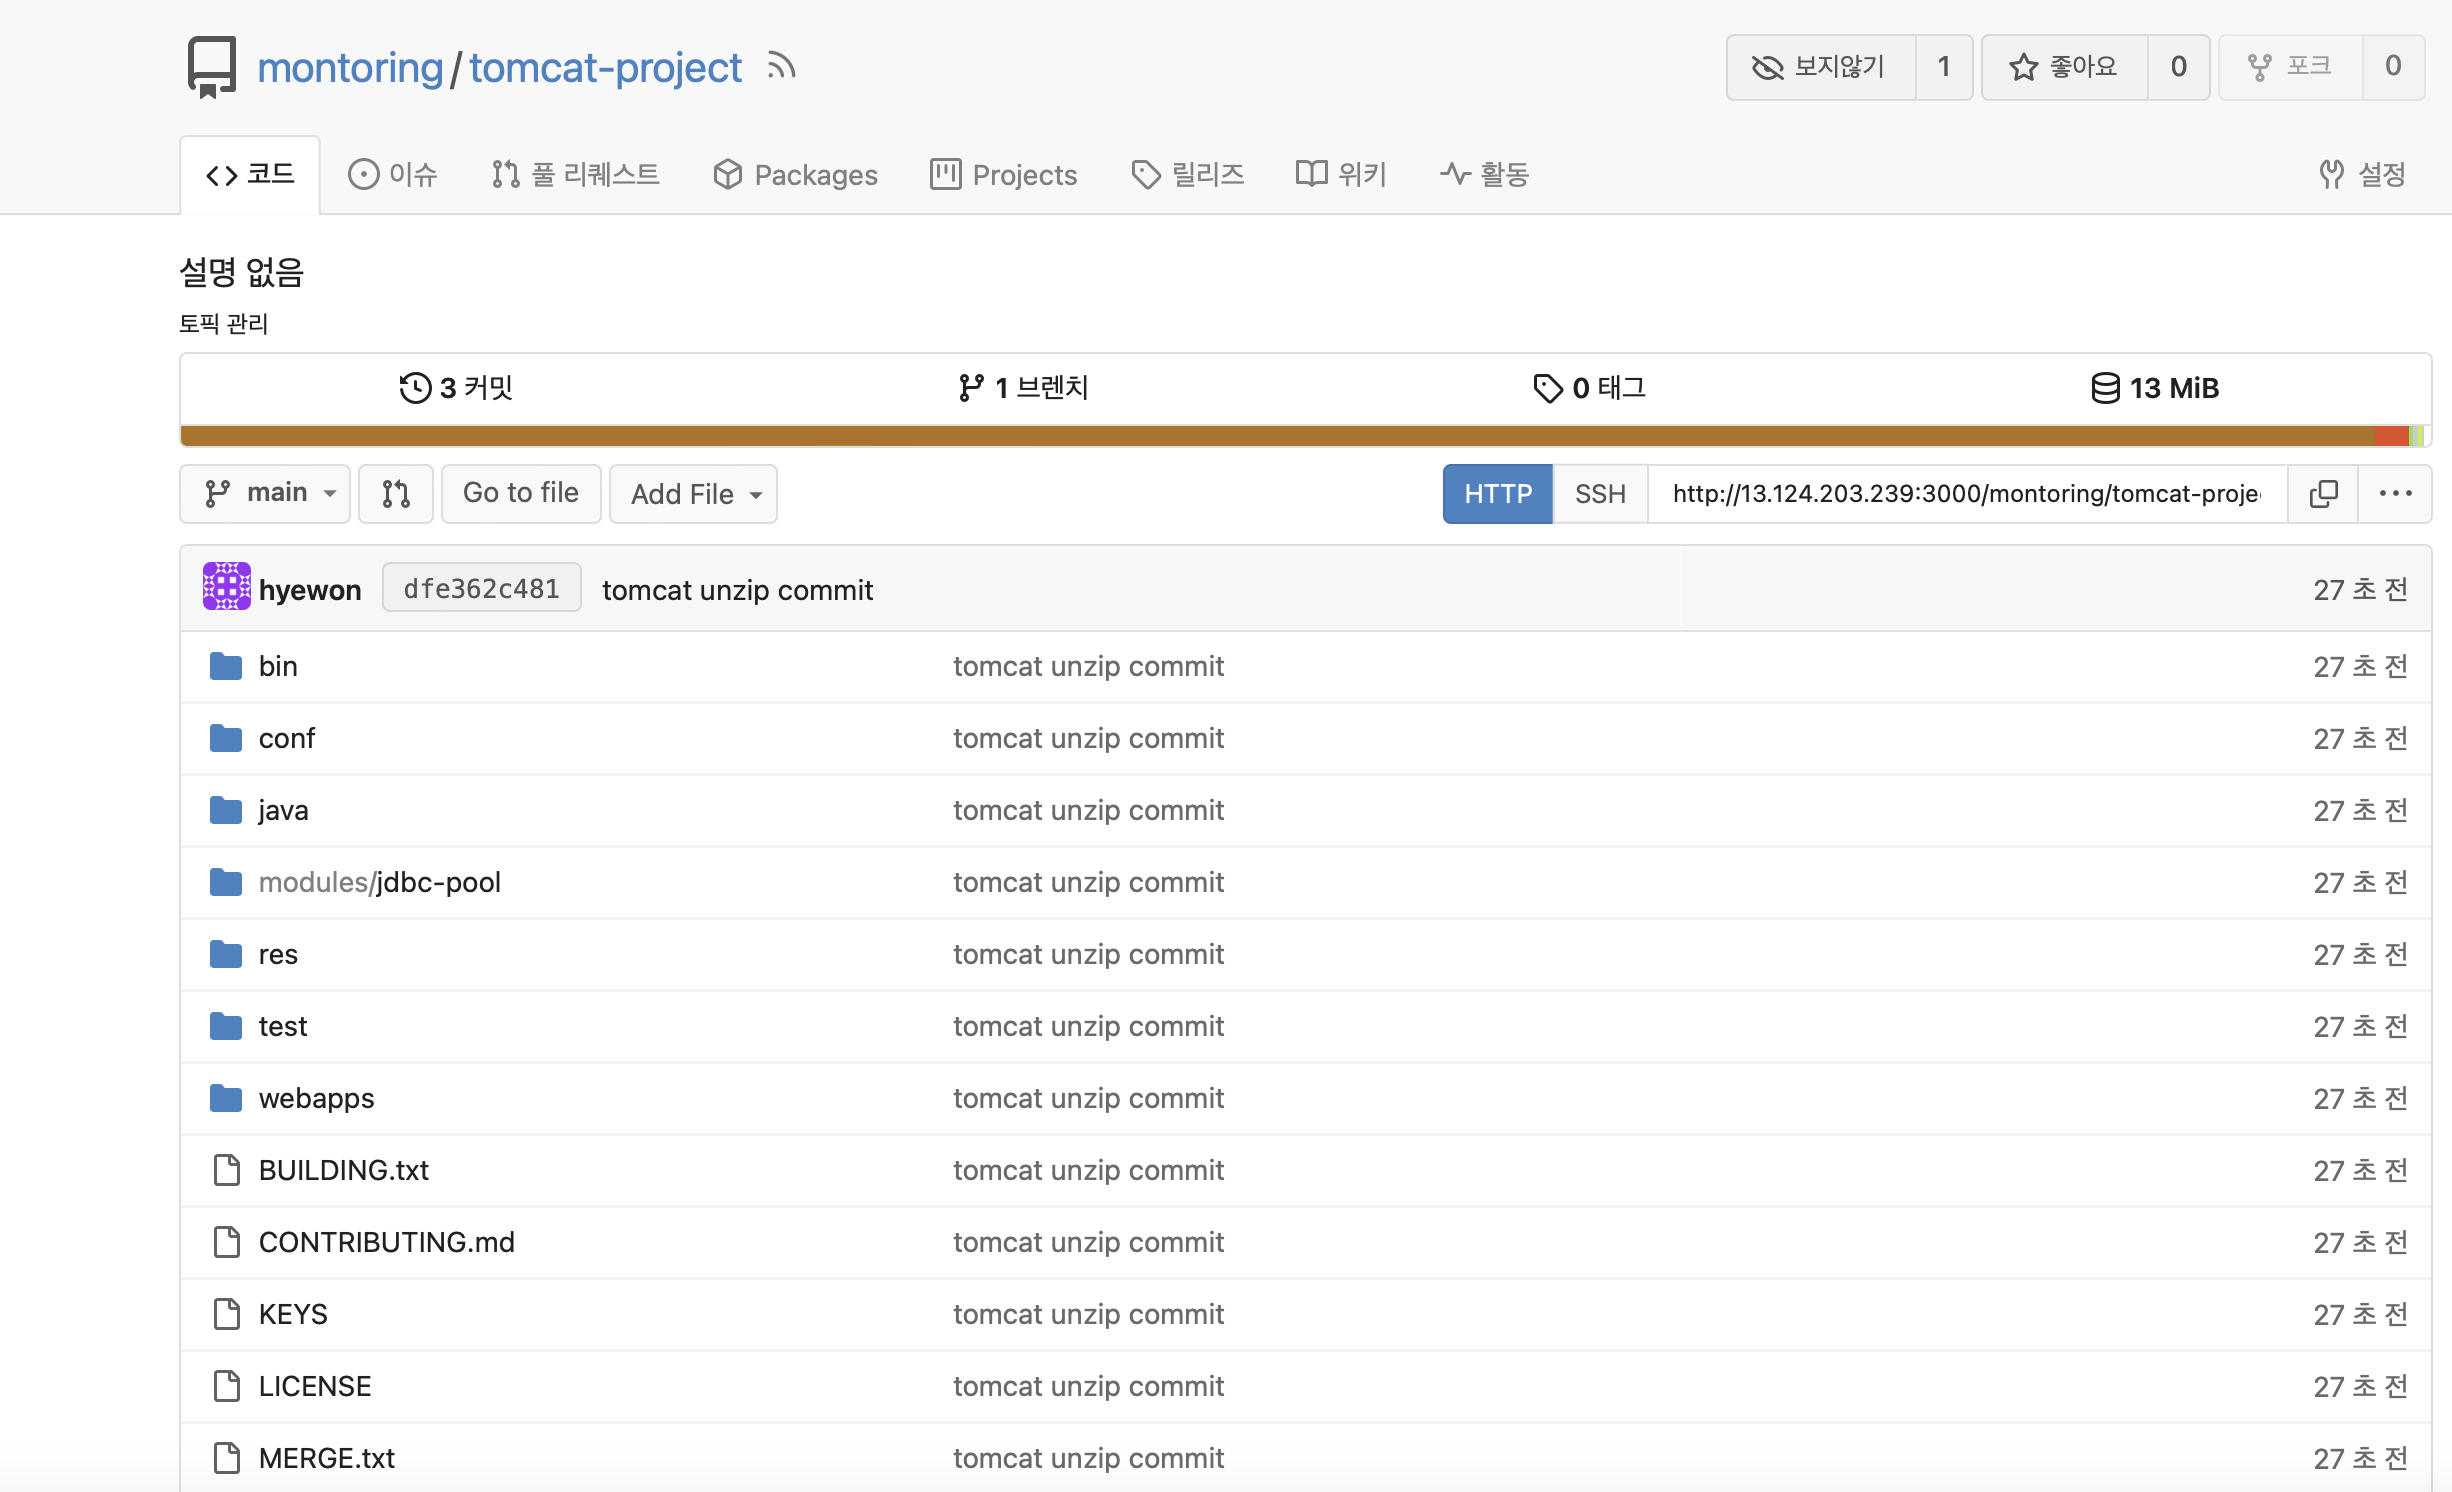 montoring/tomcat-project
보지않기 1 좋아요 0 포크 0
코드 이슈 풀 리퀘스트 Packages Projects 릴리즈 위키 활동 설정
설명 없음
토픽 관리
3 커밋 1 브렌치 0 태그 13 MiB
main Go to file Add File HTTP SSH http://13.124.203.239:3000/montoring/tomcat-proje
hyewon dfe362c481 tomcat unzip commit 27 초 전
bin tomcat unzip commit 27 초 전
conf tomcat unzip commit 27 초 전
java tomcat unzip commit 27 초 전
modules/jdbc-pool tomcat unzip commit 27 초 전
res tomcat unzip commit 27 초 전
test tomcat unzip commit 27 초 전
webapps tomcat unzip commit 27 초 전
BUILDING.txt tomcat unzip commit 27 초 전
CONTRIBUTING.md tomcat unzip commit 27 초 전
KEYS tomcat unzip commit 27 초 전
LICENSE tomcat unzip commit 27 초 전
MERGE.txt tomcat unzip commit 27 초 전